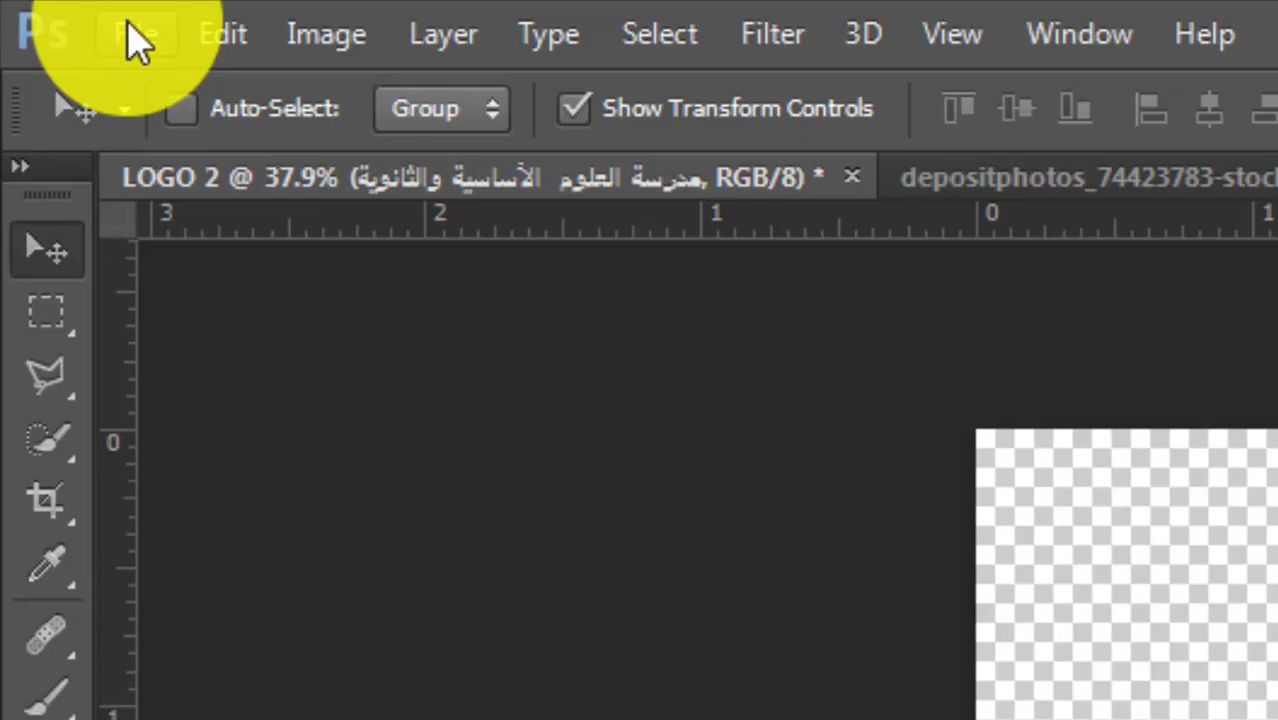 Ps File Edit Image Layer Type Select Filter 3D View Window Help
Auto-Select: Group Show Transform Controls
LOGO 2 @ 37.9% (مدرسة العلوم الأساسية والثانوية, RGB/8) * × depositphotos_74423783-stoc
3 2 1 0 1
0
1